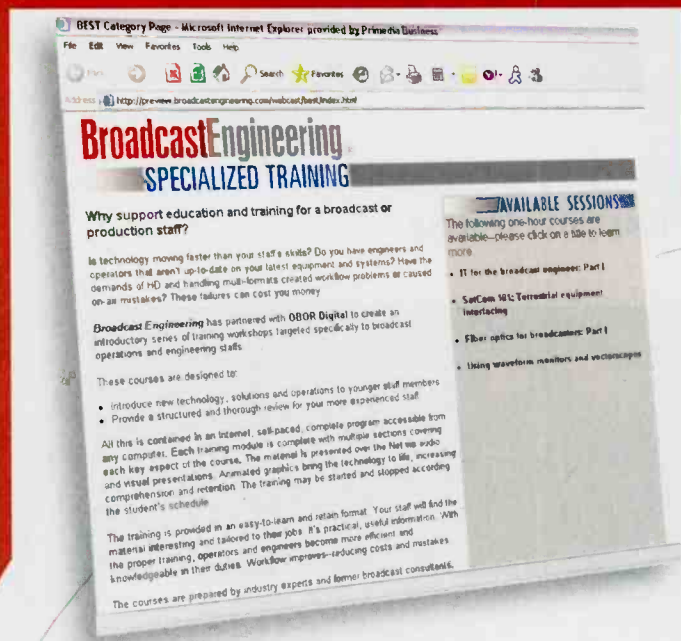 BEST Category Page - Microsoft Internet Explorer provided by Primedia Business
File Edit View Favorites Tools Help
Search Favorites
Address http://preview.broadcastengineering.com/webcast/best/index.html
BroadcastEngineering
SPECIALIZED TRAINING
Why support education and training for a broadcast or
production staff?
Is technology moving faster than your staff's skills? Do you have engineers and
operators that aren't up-to-date on your latest equipment and systems? Have the
demands of HD and handling multi-formats created workflow problems or caused
on-air mistakes? These failures can cost you money.
Broadcast Engineering has partnered with OBOR Digital to create an
introductory series of training workshops targeted specifically to broadcast
operations and engineering staffs.
These courses are designed to:
• Introduce new technology, solutions and operations to younger staff members
• Provide a structured and thorough review for your more experienced staff.
All this is contained in an Internet, self-paced, complete program accessible from
any computer. Each training module is complete with multiple sections covering
each key aspect of the course. The material is presented over the Net via audio
and visual presentations. Animated graphics bring the technology to life, increasing
comprehension and retention. The training may be started and stopped according
the student's schedule.
The training is provided in an easy-to-learn and retain format. Your staff will find the
material interesting and tailored to their jobs. It's practical, useful information. With
the proper training, operators and engineers become more efficient and
knowledgeable in their duties. Workflow improves--reducing costs and mistakes.
The courses are prepared by industry experts and former broadcast consultants,
AVAILABLE SESSIONS
The following one-hour courses are
available--please click on a title to learn
more.
• IT for the broadcast engineer: Part I
• SatCom 101: Terrestrial equipment
interfacing
• Fiber optics for broadcasters: Part I
• Using waveform monitors and vectorscopes